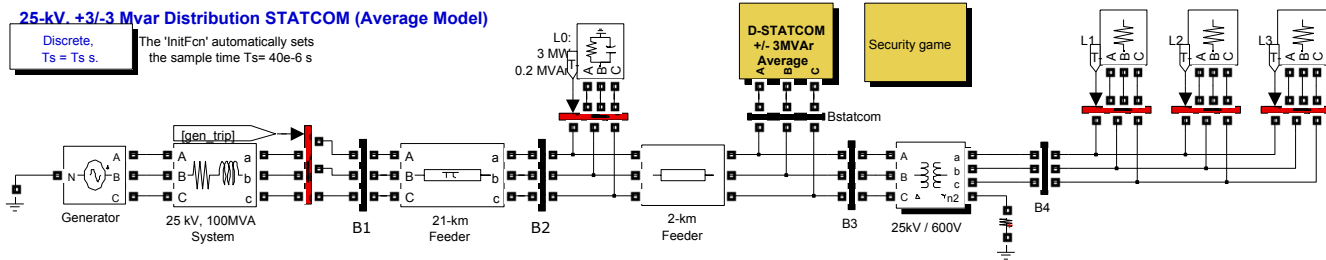 25-kV, +3/-3 Mvar Distribution STATCOM (Average Model)
Discrete,
Ts = Ts s.
The 'InitFcn' automatically sets
the sample time Ts= 40e-6 s
L0:
3 MW
0.2 MVAr
T
A B C
D-STATCOM
+/- 3MVAr
Average
A B C
Security game
L1
T
A B C
L2
T
A B C
L3
T
A B C
Bstatcom
[gen_trip]
N
A
B
C
Generator
A a
B b
C c
25 kV, 100MVA
System
B1
A a
B b
C c
21-km
Feeder
B2
2-km
Feeder
B3
A a
B b
C c
n2
25kV / 600V
B4